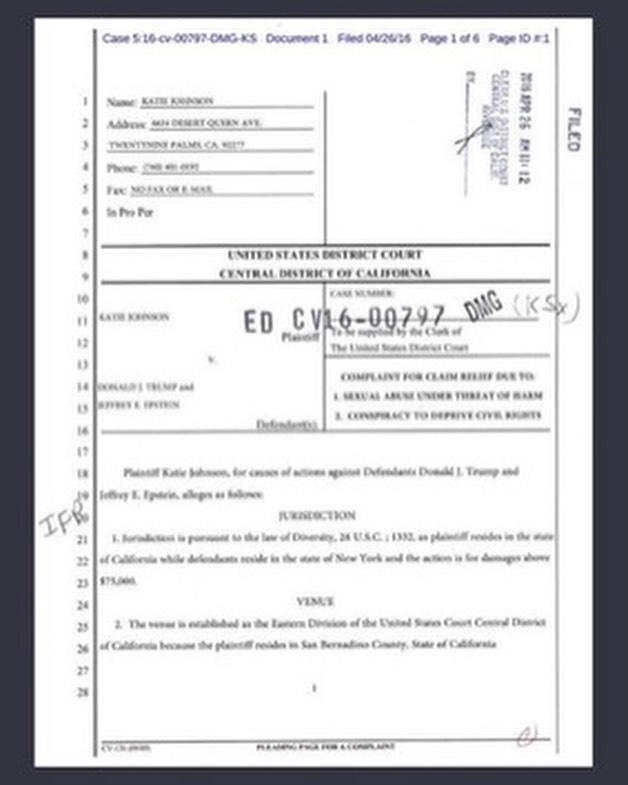 Case 5:16-cv-00797-DMG-KS Document 1 Filed 04/26/16 Page 1 of 6 Page ID #:1
FILED
2016 APR 26 AM 11: 12
CLERK U.S. DISTRICT COURT
CENTRAL DIST. OF CALIF.
BY
1 Name: KATIE JOHNSON
2 Address: DESERT QUEEN AVE.
3 TWENTYNINE PALMS, CA. 92277
4 Phone:
5 Fax: NO FAX OR E-MAIL
6 In Pro Per
7
8 UNITED STATES DISTRICT COURT
9 CENTRAL DISTRICT OF CALIFORNIA
10 CASE NUMBER:
ED CV16-00797 DMG (KSx)
11 KATIE JOHNSON
12 Plaintiff
To be supplied by the Clerk of
The United States District Court
13 v.
14 DONALD J. TRUMP and
15 JEFFREY E. EPSTEIN
16 Defendant(s).
COMPLAINT FOR CLAIM RELIEF DUE TO:
1. SEXUAL ABUSE UNDER THREAT OF HARM
2. CONSPIRACY TO DEPRIVE CIVIL RIGHTS
17
18 Plaintiff Katie Johnson, for causes of actions against Defendants Donald J. Trump and
19 Jeffrey E. Epstein, alleges as follows:
IFP
20 JURISDICTION
21 1. Jurisdiction is pursuant to the law of Diversity, 28 U.S.C. ; 1332, as plaintiff resides in the state
22 of California while defendants reside in the state of New York and the action is for damages above
23 $75,000.
24 VENUE
25 2. The venue is established as the Eastern Division of the United States Court Central District
26 of California because the plaintiff resides in San Bernadino County, State of California
27
28 1
PLEADING PAGE FOR A COMPLAINT